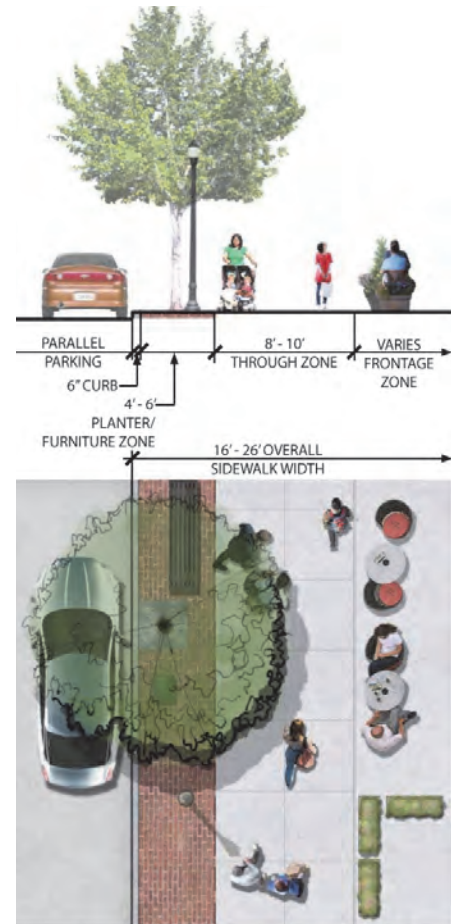 PARALLEL
PARKING
8' - 10'
THROUGH ZONE
VARIES
FRONTAGE
ZONE
6" CURB
4' - 6'
PLANTER/
FURNITURE ZONE
16' - 26' OVERALL
SIDEWALK WIDTH